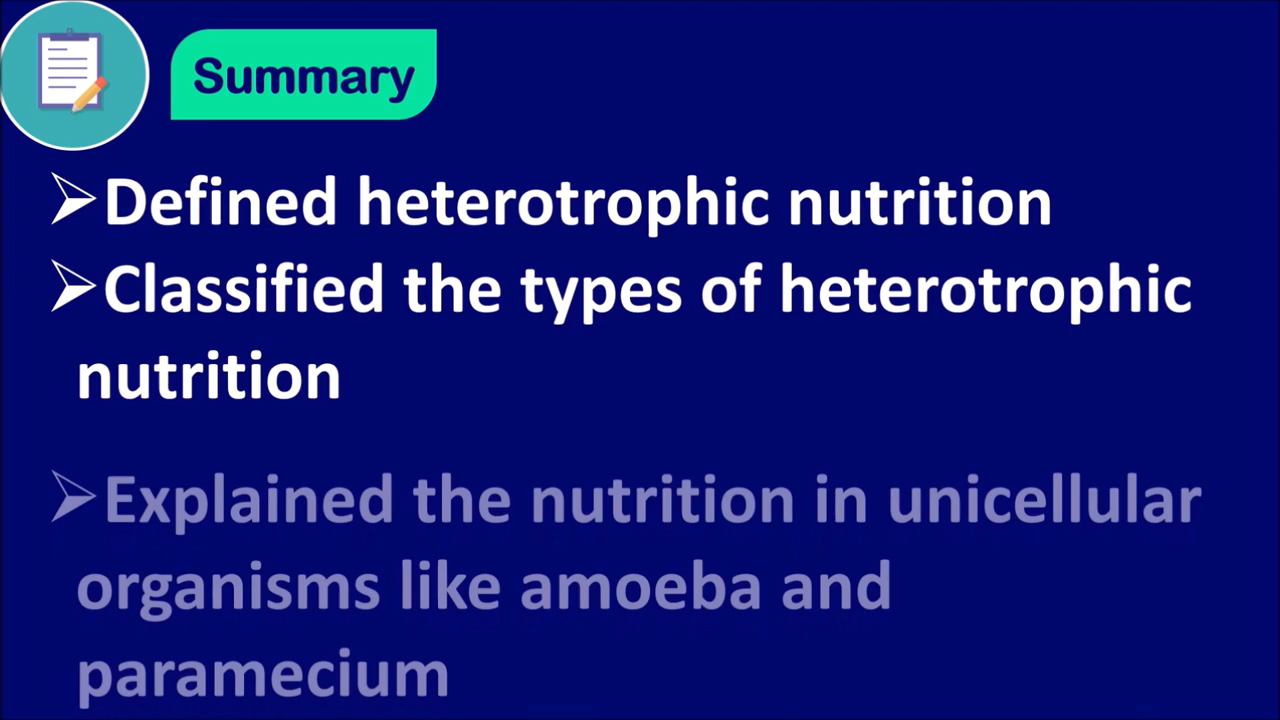 Summary
➢Defined heterotrophic nutrition
➢Classified the types of heterotrophic
nutrition
➢Explained the nutrition in unicellular
organisms like amoeba and
paramecium